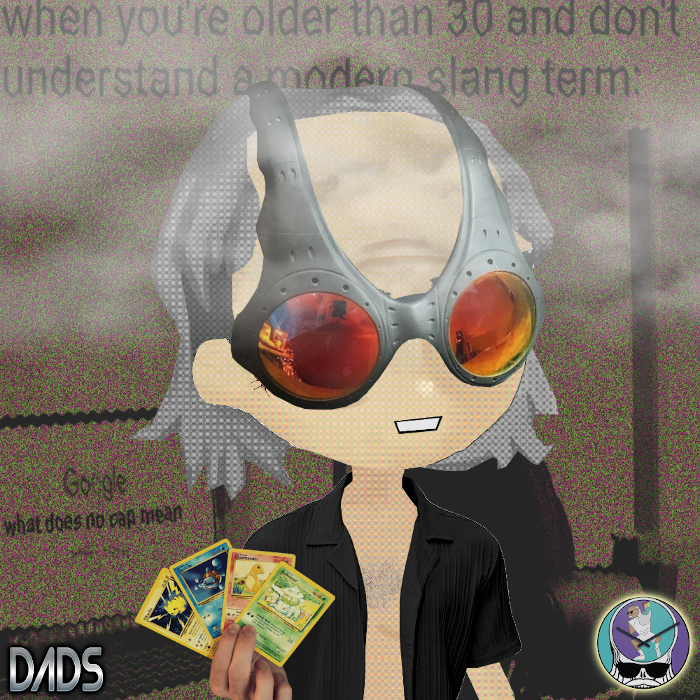 when you're older than 30 and don't
understand a modern slang term:
Google
what does no cap mean
DADS